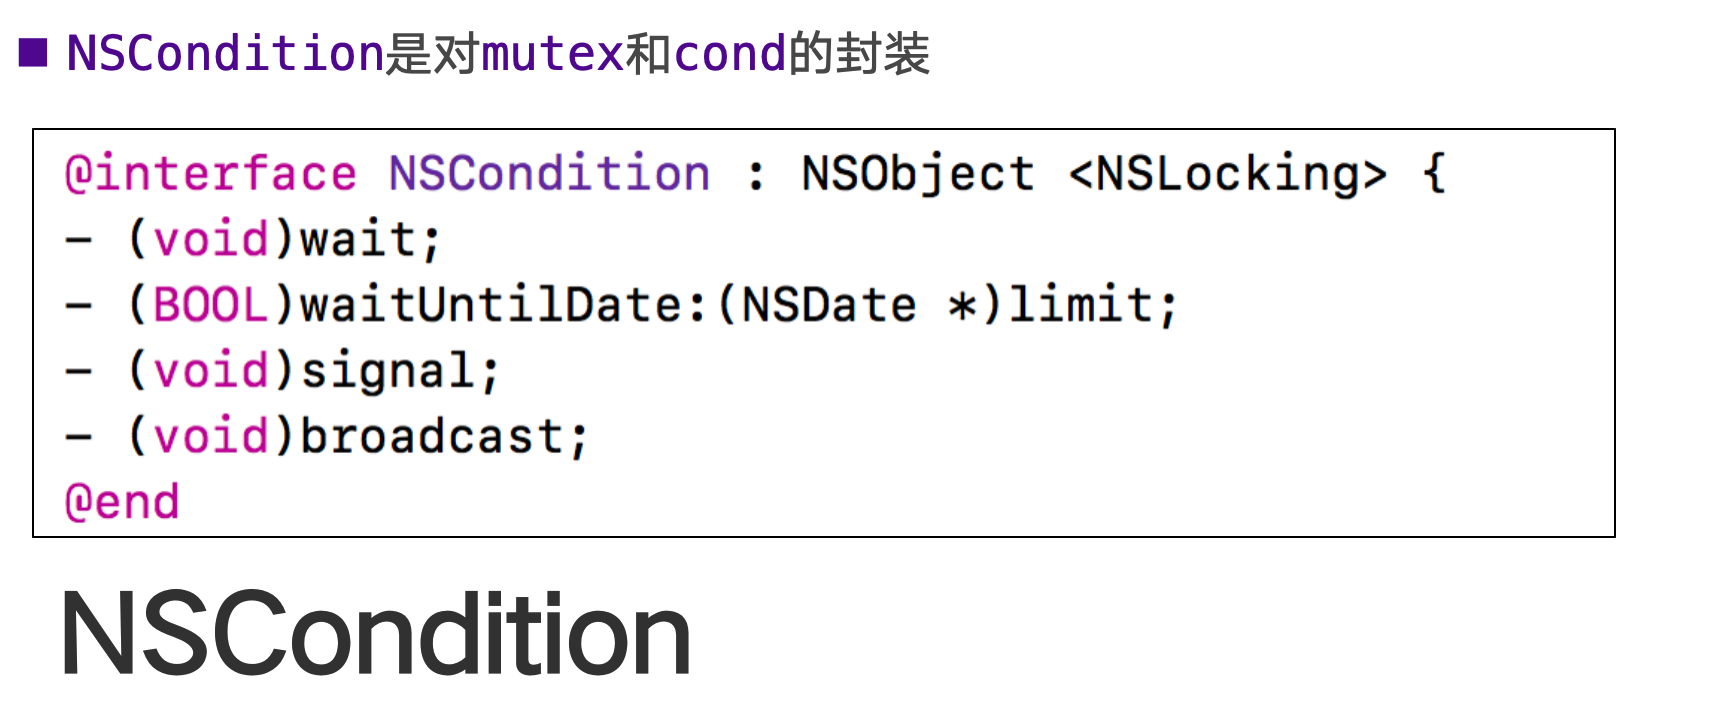 ■ NSCondition是对mutex和cond的封装
@interface NSCondition : NSObject <NSLocking> {
- (void)wait;
- (BOOL)waitUntilDate:(NSDate *)limit;
- (void)signal;
- (void)broadcast;
@end
NSCondition